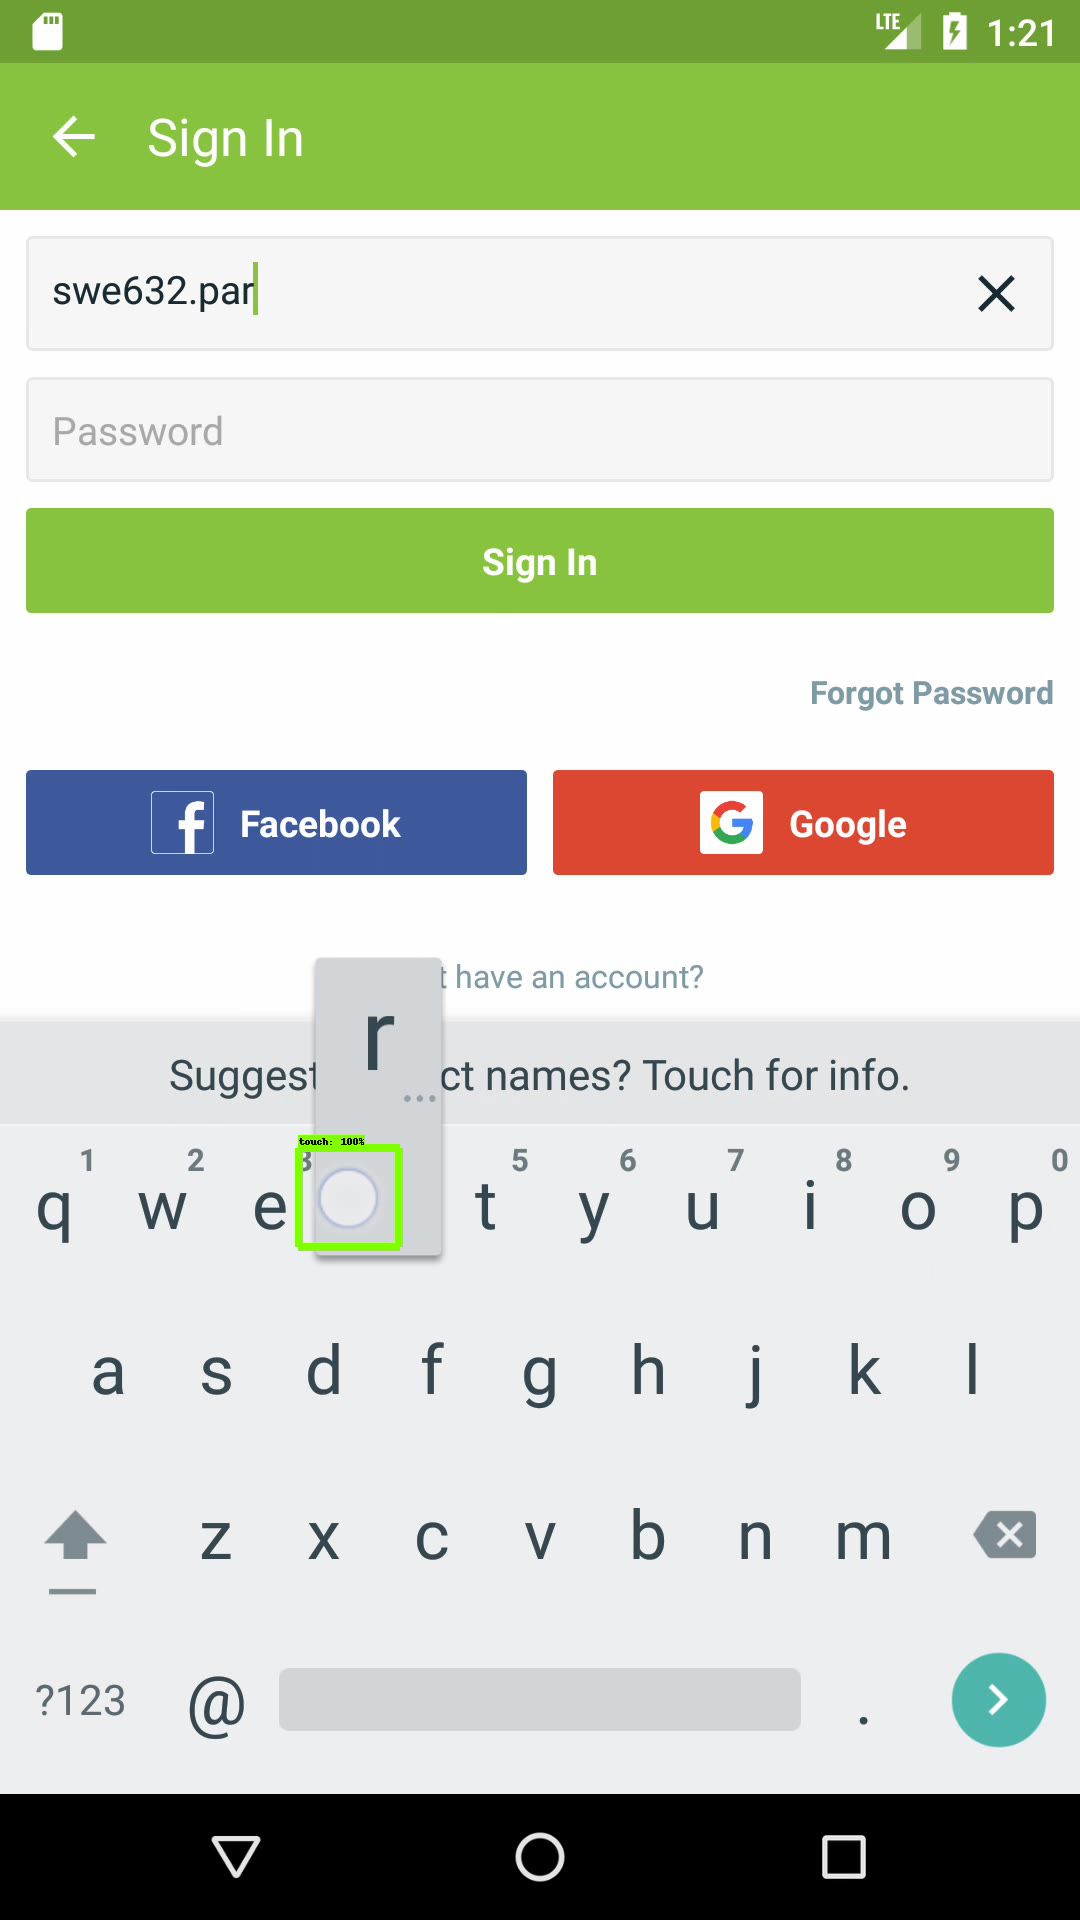 LTE 1:21
Sign In
swe632.par
Password
Sign In
Forgot Password
Facebook
Google
t have an account?
r
Suggest ct names? Touch for info.
touch: 100%
1 2 3 5 6 7 8 9 0
q w e t y u i o p
a s d f g h j k l
z x c v b n m
?123 @ .